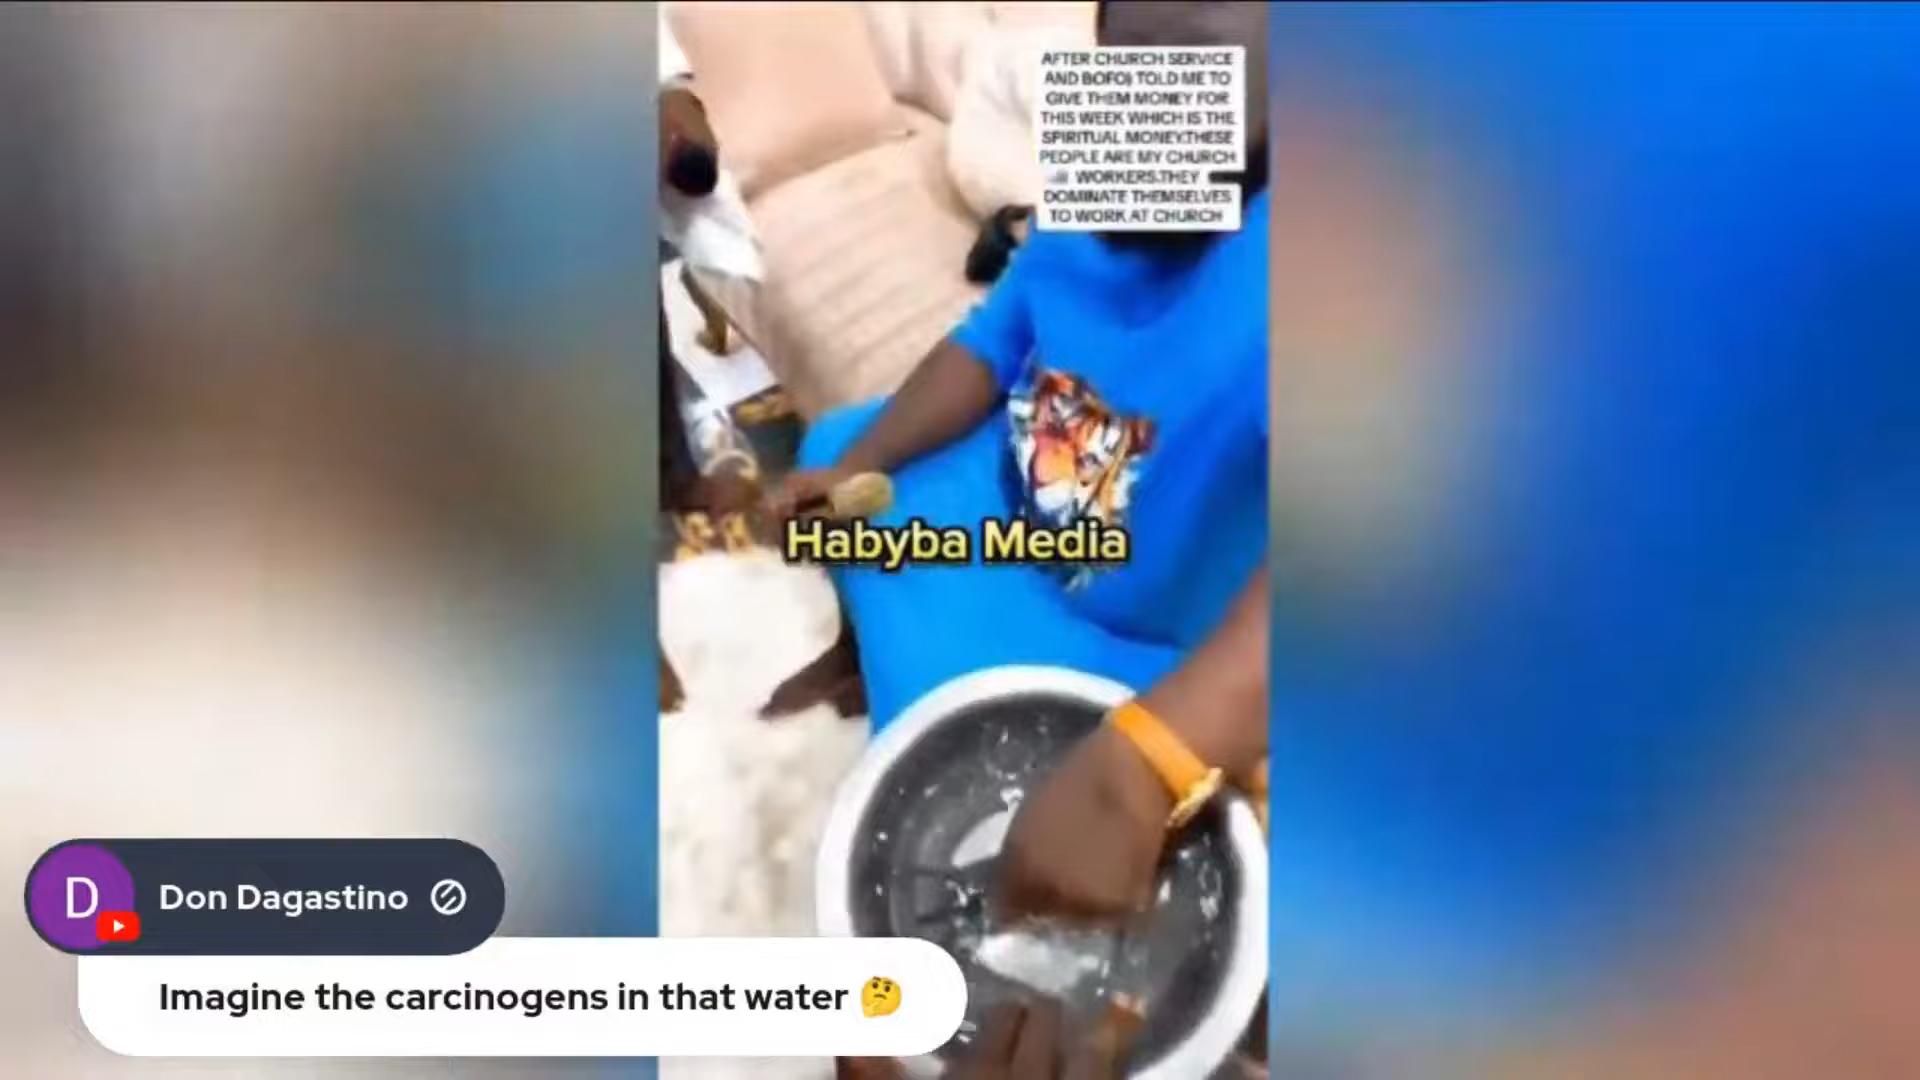 AFTER CHURCH SERVICE
AND BOFO) TOLD ME TO
GIVE THEM MONEY FOR
THIS WEEK WHICH IS THE
SPIRITUAL MONEY.THESE
PEOPLE ARE MY CHURCH
WORKERS.THEY
DOMINATE THEMSELVES
TO WORK AT CHURCH
Habyba Media
D
Don Dagastino
Imagine the carcinogens in that water 🤔